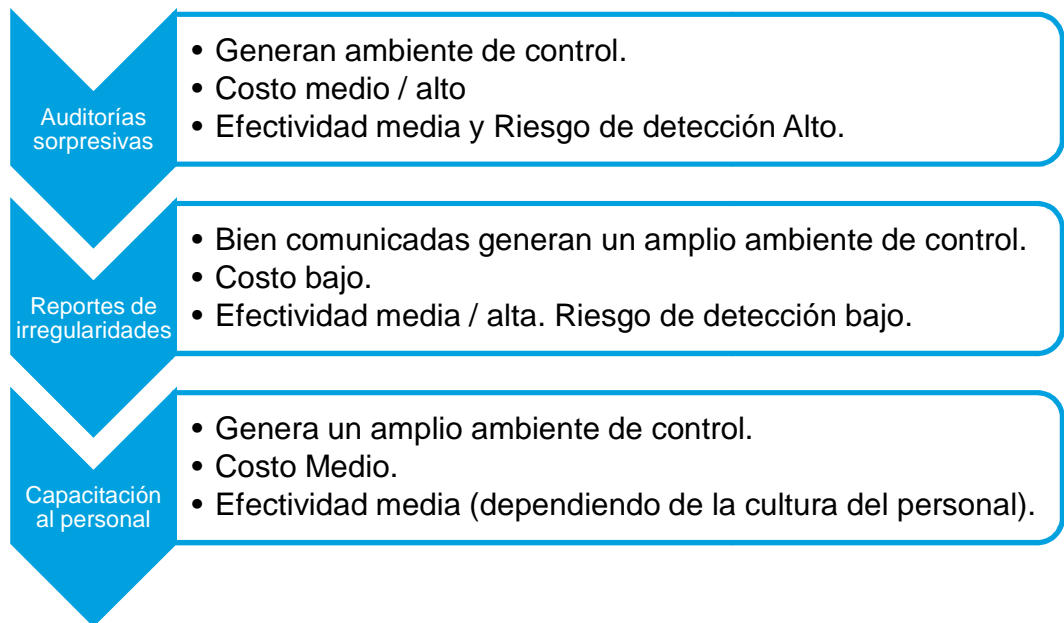 Auditorías
sorpresivas
• Generan ambiente de control.
• Costo medio / alto
• Efectividad media y Riesgo de detección Alto.
Reportes de
irregularidades
• Bien comunicadas generan un amplio ambiente de control.
• Costo bajo.
• Efectividad media / alta. Riesgo de detección bajo.
Capacitación
al personal
• Genera un amplio ambiente de control.
• Costo Medio.
• Efectividad media (dependiendo de la cultura del personal).